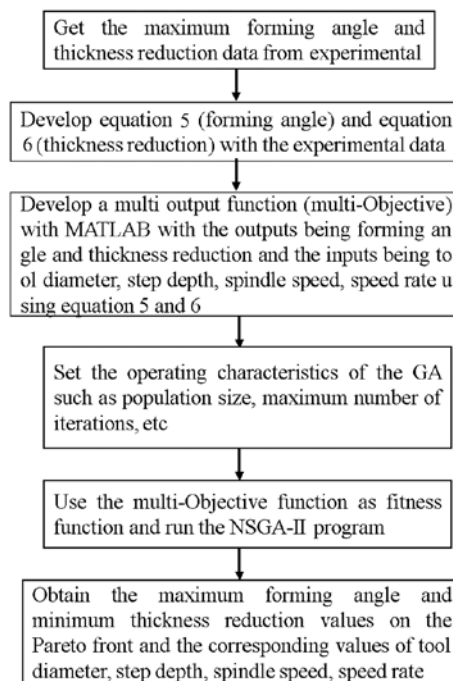 Get the maximum forming angle and
thickness reduction data from experimental
Develop equation 5 (forming angle) and equation
6 (thickness reduction) with the experimental data
Develop a multi output function (multi-Objective)
with MATLAB with the outputs being forming an
gle and thickness reduction and the inputs being to
ol diameter, step depth, spindle speed, speed rate u
sing equation 5 and 6
Set the operating characteristics of the GA
such as population size, maximum number of
iterations, etc
Use the multi-Objective function as fitness
function and run the NSGA-II program
Obtain the maximum forming angle and
minimum thickness reduction values on the
Pareto front and the corresponding values of tool
diameter, step depth, spindle speed, speed rate